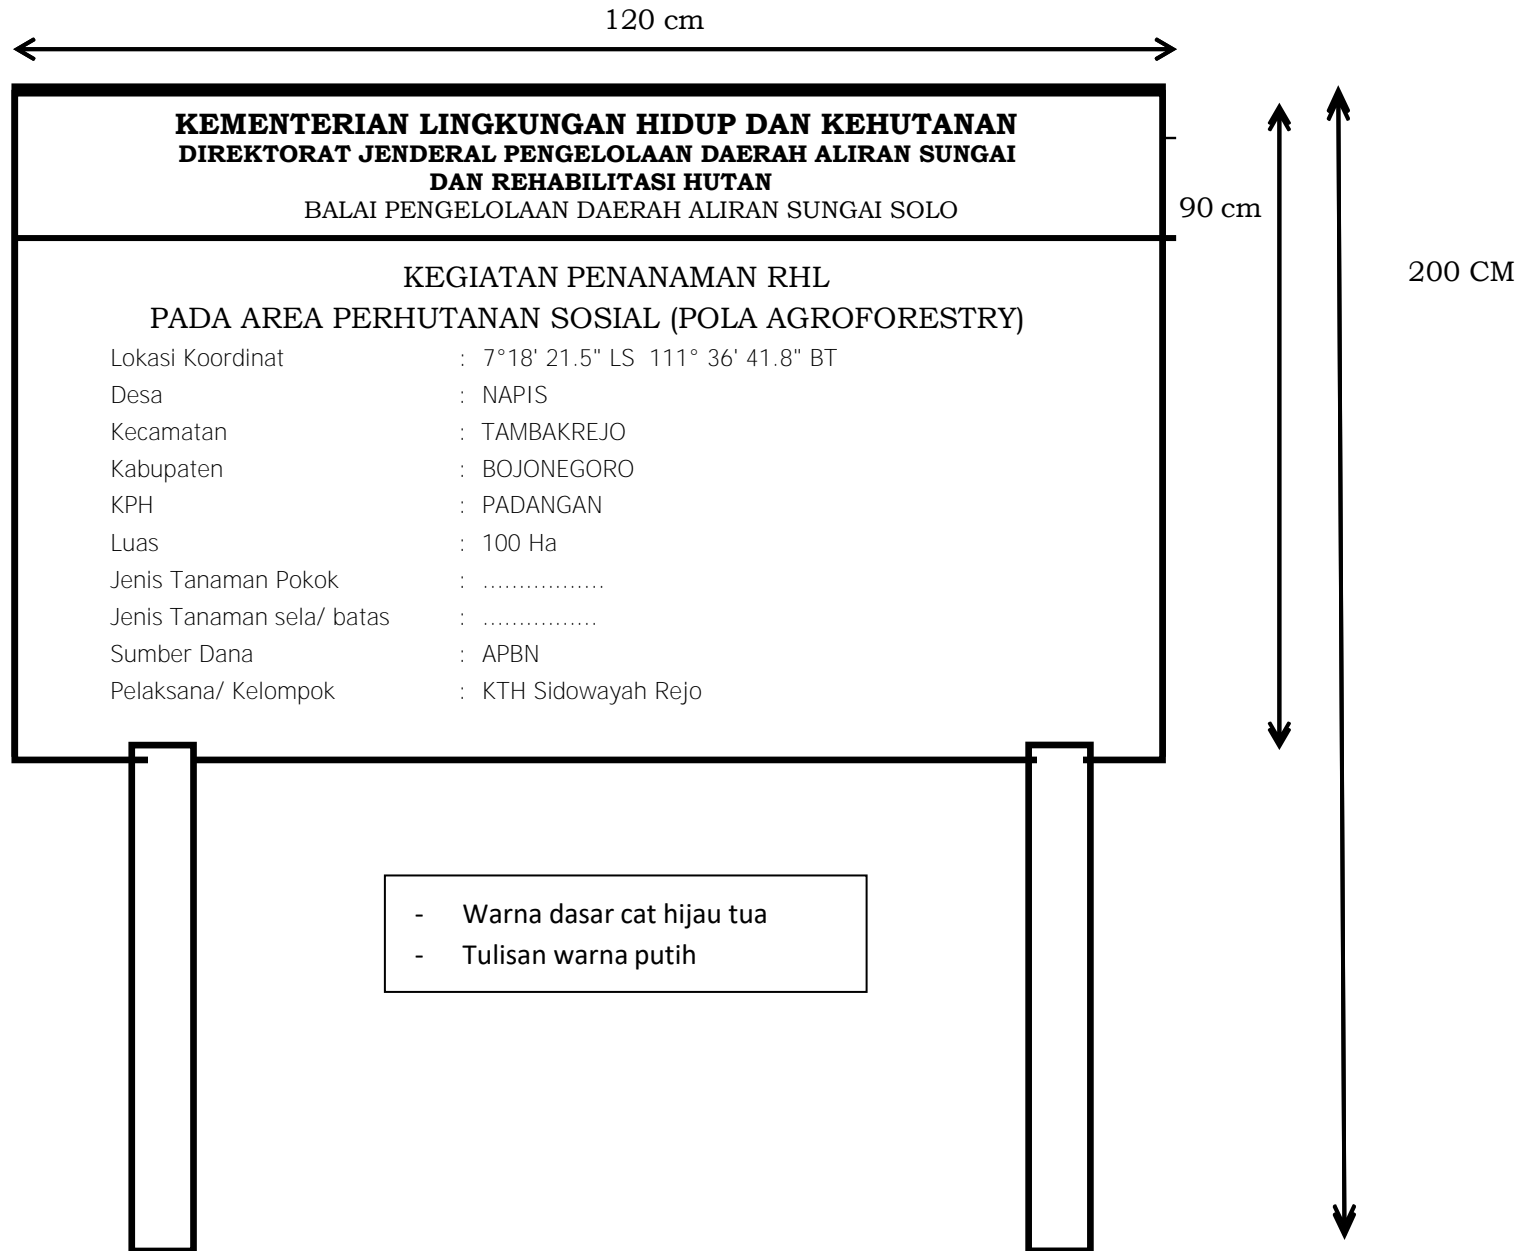 120 cm
KEMENTERIAN LINGKUNGAN HIDUP DAN KEHUTANAN
DIREKTORAT JENDERAL PENGELOLAAN DAERAH ALIRAN SUNGAI
DAN REHABILITASI HUTAN
BALAI PENGELOLAAN DAERAH ALIRAN SUNGAI SOLO
90 cm
200 CM
KEGIATAN PENANAMAN RHL
PADA AREA PERHUTANAN SOSIAL (POLA AGROFORESTRY)
Lokasi Koordinat : 7°18' 21.5" LS 111° 36' 41.8" BT
Desa : NAPIS
Kecamatan : TAMBAKREJO
Kabupaten : BOJONEGORO
KPH : PADANGAN
Luas : 100 Ha
Jenis Tanaman Pokok : .................
Jenis Tanaman sela/ batas : ................
Sumber Dana : APBN
Pelaksana/ Kelompok : KTH Sidowayah Rejo
- Warna dasar cat hijau tua
- Tulisan warna putih